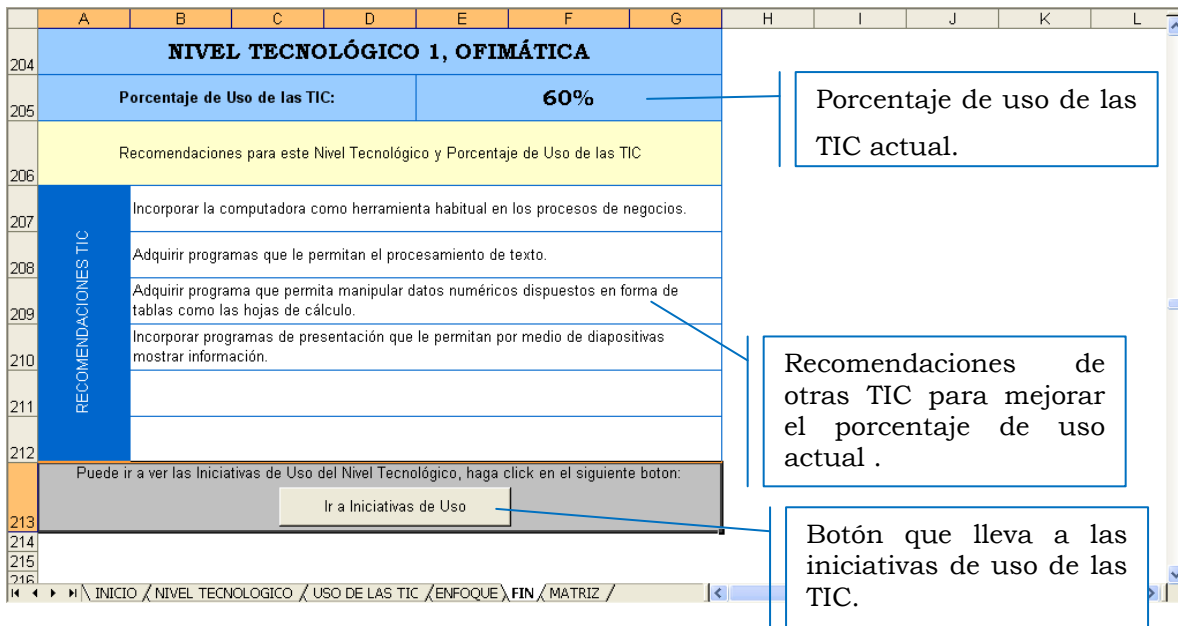 A B C D E F G H I J K L
204 NIVEL TECNOLÓGICO 1, OFIMÁTICA
205 Porcentaje de Uso de las TIC: 60%
Porcentaje de uso de las
TIC actual.
206 Recomendaciones para este Nivel Tecnológico y Porcentaje de Uso de las TIC
RECOMENDACIONES TIC
207 Incorporar la computadora como herramienta habitual en los procesos de negocios.
208 Adquirir programas que le permitan el procesamiento de texto.
209 Adquirir programa que permita manipular datos numéricos dispuestos en forma de
tablas como las hojas de cálculo.
210 Incorporar programas de presentación que le permitan por medio de diapositivas
mostrar información.
211
212
Recomendaciones de
otras TIC para mejorar
el porcentaje de uso
actual .
Puede ir a ver las Iniciativas de Uso del Nivel Tecnológico, haga click en el siguiente boton:
213 Ir a Iniciativas de Uso
Botón que lleva a las
iniciativas de uso de las
TIC.
214
215
216
INICIO / NIVEL TECNOLOGICO / USO DE LAS TIC / ENFOQUE \ FIN / MATRIZ /